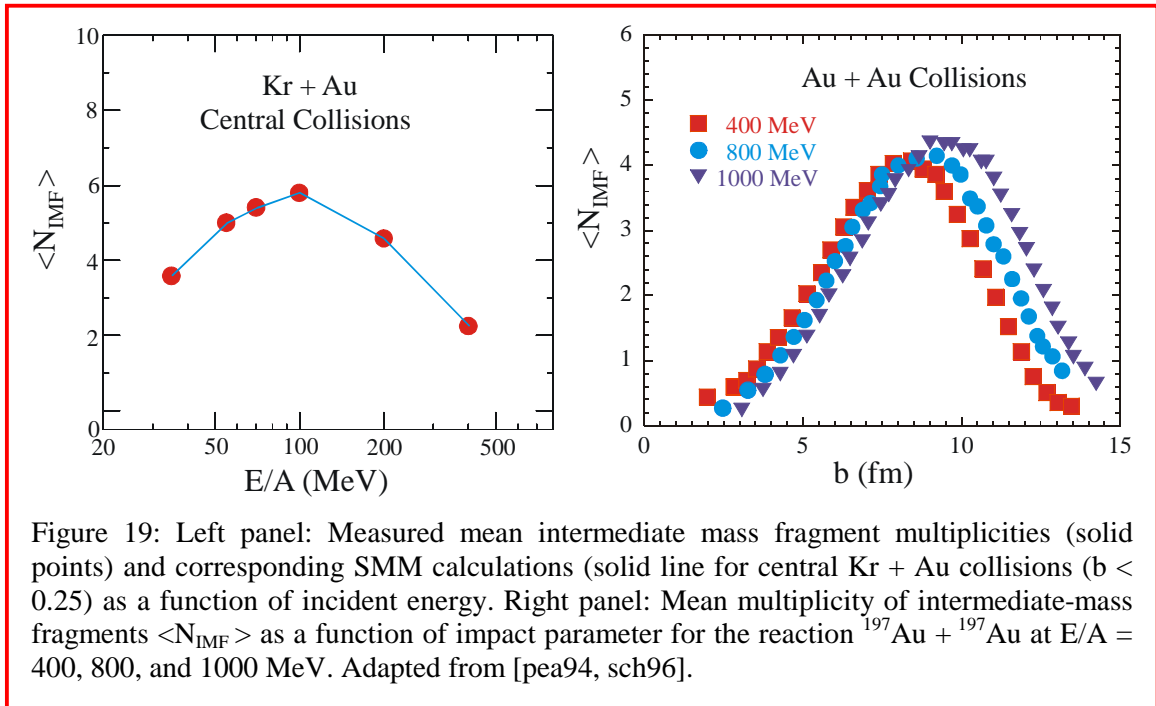 Kr + Au
Central Collisions
<N_IMF>
10
8
6
4
2
0
20
50
100
200
500
E/A (MeV)
Au + Au Collisions
400 MeV
800 MeV
1000 MeV
<N_IMF>
6
5
4
3
2
1
0
0
5
10
15
b (fm)
Figure 19: Left panel: Measured mean intermediate mass fragment multiplicities (solid
points) and corresponding SMM calculations (solid line for central Kr + Au collisions (b <
0.25) as a function of incident energy. Right panel: Mean multiplicity of intermediate-mass
fragments <N_IMF > as a function of impact parameter for the reaction ¹⁹⁷Au + ¹⁹⁷Au at E/A =
400, 800, and 1000 MeV. Adapted from [pea94, sch96].